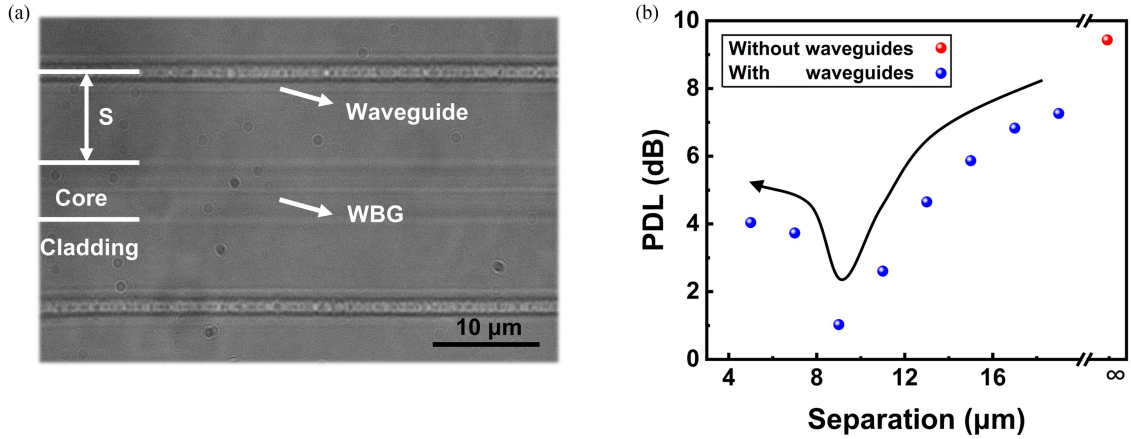 (a)
S
Waveguide
Core
WBG
Cladding
10 μm
(b)
10
8
6
4
2
0
PDL (dB)
Without waveguides
With waveguides
4
8
12
16
∞
Separation (μm)